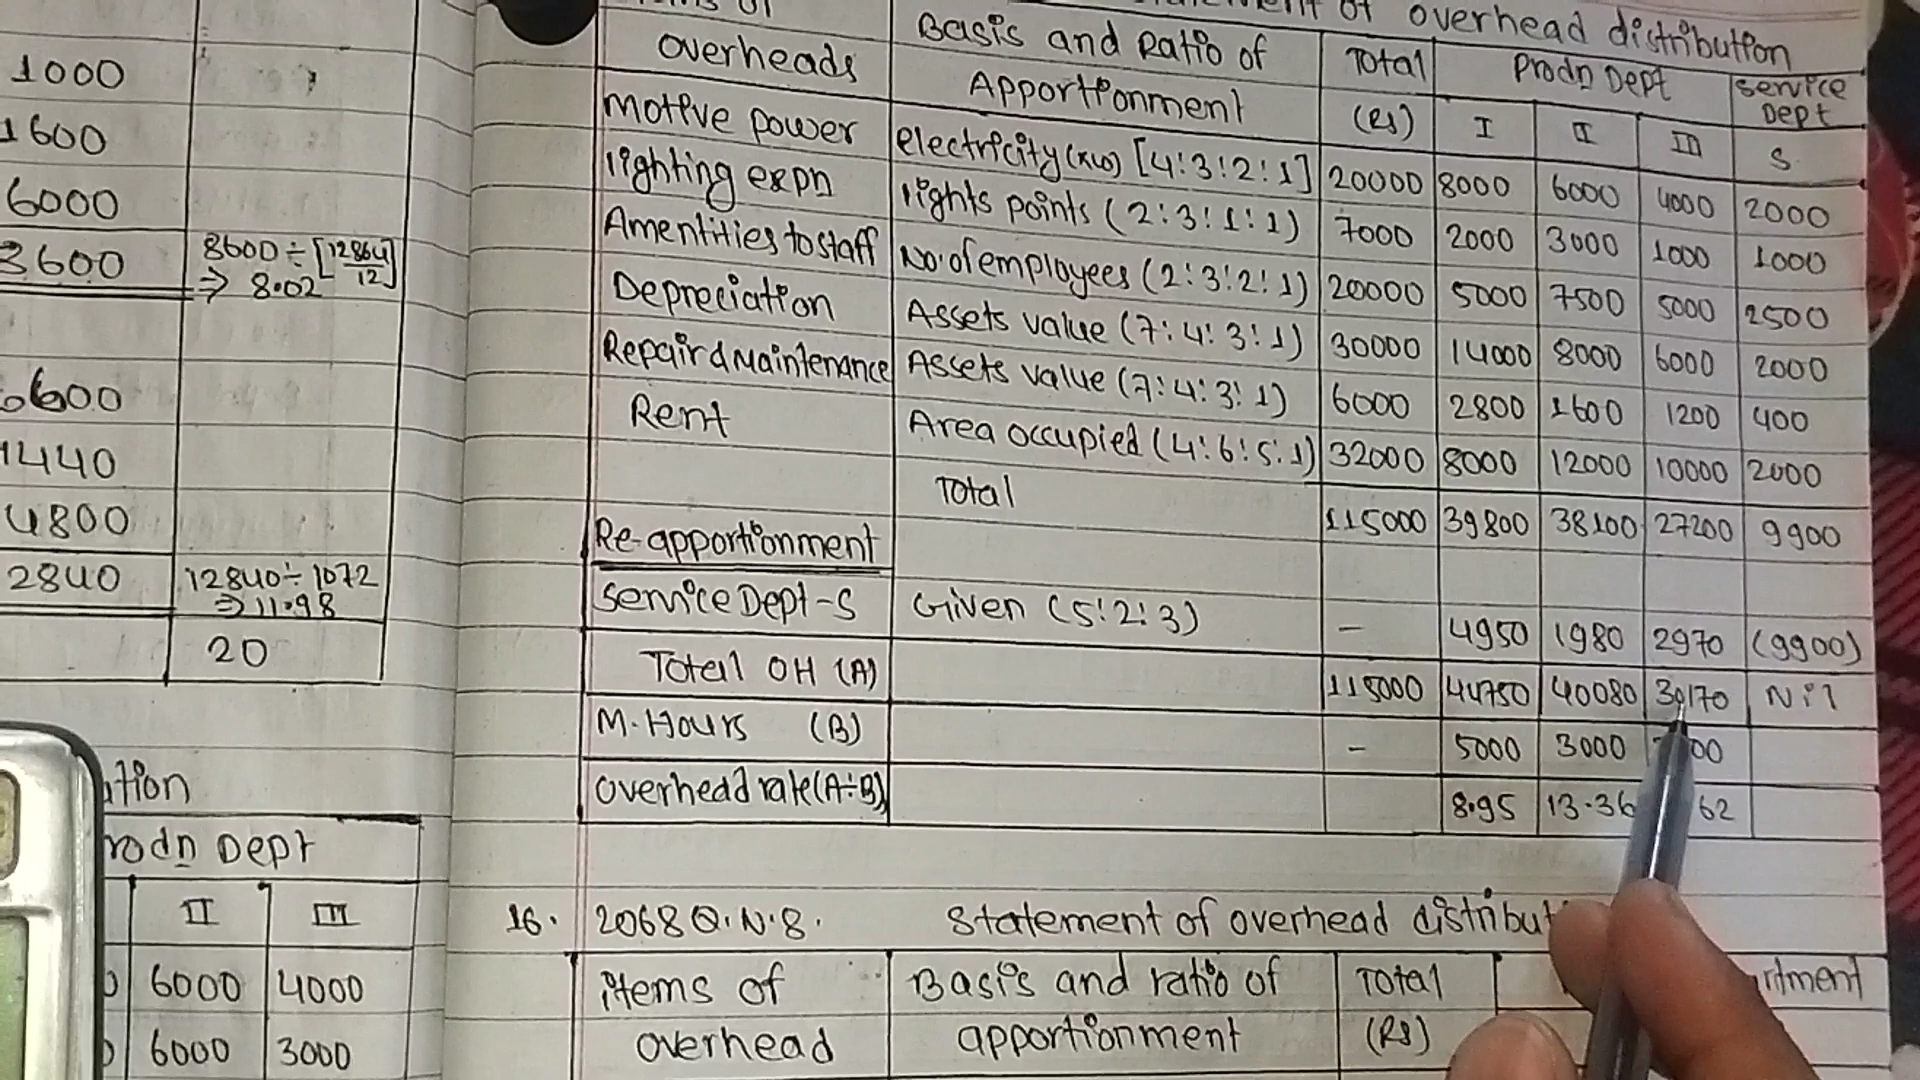 1000
1600
6000
3600 8600 ÷ [12864/12]
⇒ 8.02
600
1440
4800
2840 12840 ÷ 1072
⇒ 11.98
20
Prodn Dept
II III
6000 4000
6000 3000
of overhead distribution
overheads Basis and Ratio of Apportionment Total (Rs) Prodn Dept Service Dept
I II III S
Motive power Electricity [4:3:2:1] 20000 8000 6000 4000 2000
lighting expn lights points (2:3:1:1) 7000 2000 3000 1000 1000
Amentities to staff No. of employees (2:3:2:1) 20000 5000 7500 5000 2500
Depreciation Assets value (7:4:3:1) 30000 14000 8000 6000 2000
Repair & Maintenance Assets value (7:4:3:1) 6000 2800 1600 1200 400
Rent Area occupied (4:6:5:1) 32000 8000 12000 10000 2000
Total 115000 39800 38100 27200 9900
Re-apportionment
Service Dept-S Given (5:2:3) - 4950 1980 2970 (9900)
Total OH (A) 115000 44750 40080 30170 Nil
M. Hours (B) - 5000 3000
Overhead rate (A÷B) 8.95 13.36 62
16. 2068 Q.N.8. Statement of overhead
items of overhead Basis and ratio of apportionment Total (Rs)